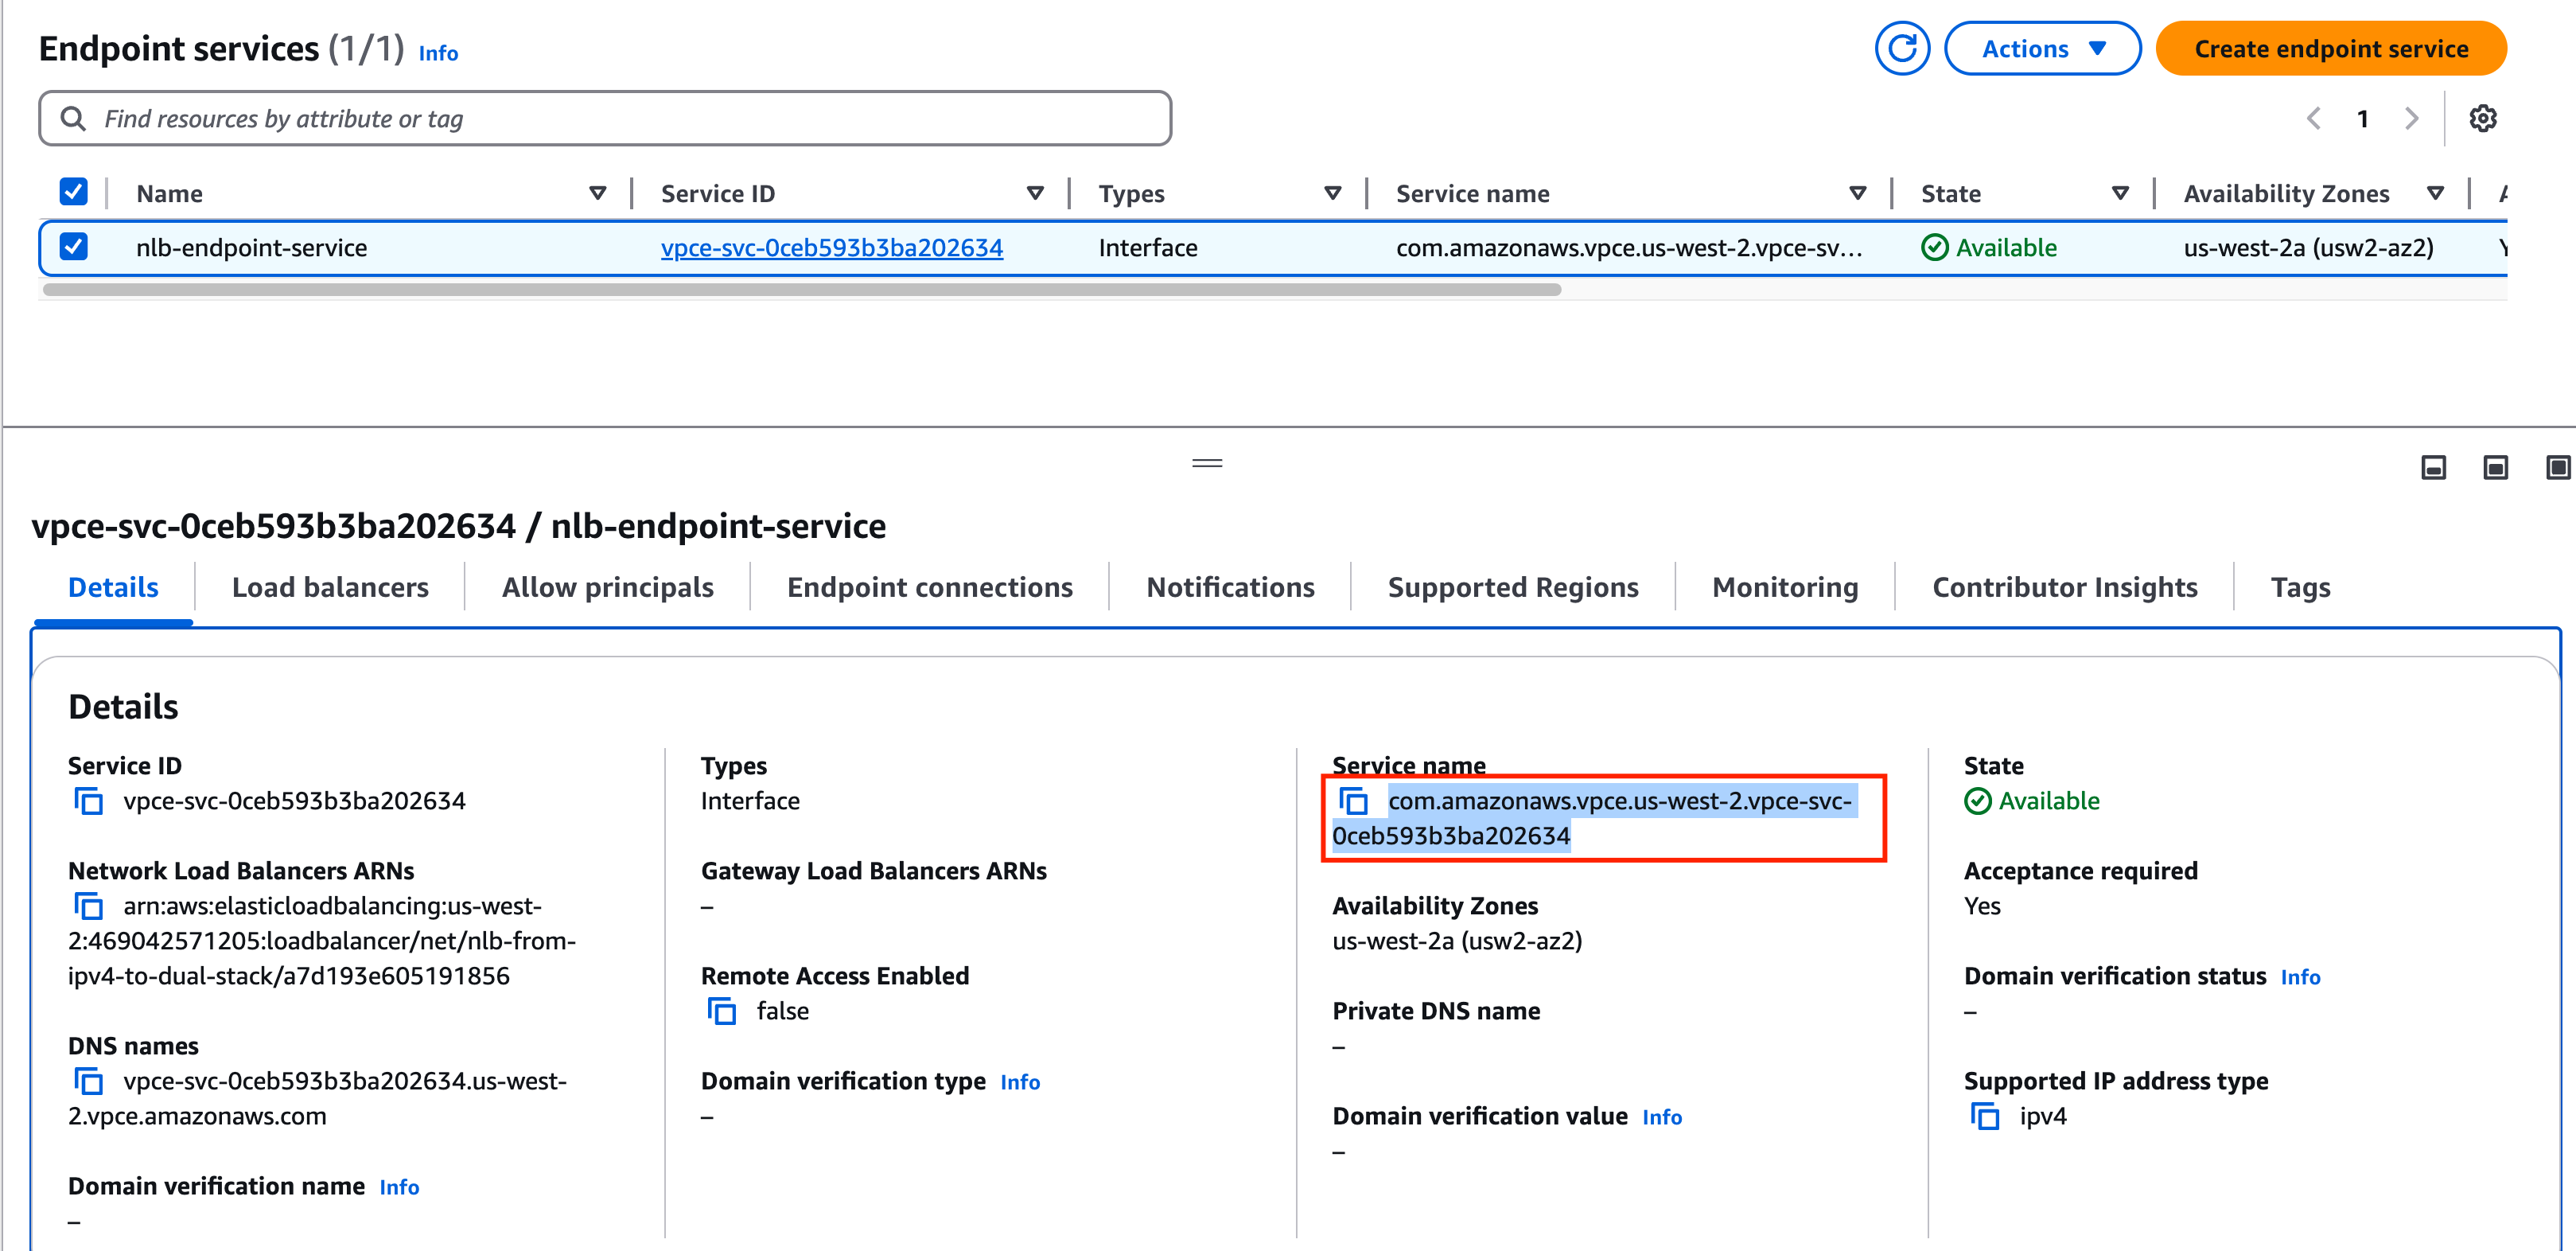 Endpoint services (1/1) Info
Actions
Create endpoint service
Find resources by attribute or tag
1
Name Service ID Types Service name State Availability Zones
nlb-endpoint-service vpce-svc-0ceb593b3ba202634 Interface com.amazonaws.vpce.us-west-2.vpce-sv... Available us-west-2a (usw2-az2)
vpce-svc-0ceb593b3ba202634 / nlb-endpoint-service
Details Load balancers Allow principals Endpoint connections Notifications Supported Regions Monitoring Contributor Insights Tags
Details
Service ID
vpce-svc-0ceb593b3ba202634
Network Load Balancers ARNs
arn:aws:elasticloadbalancing:us-west-
2:469042571205:loadbalancer/net/nlb-from-
ipv4-to-dual-stack/a7d193e605191856
DNS names
vpce-svc-0ceb593b3ba202634.us-west-
2.vpce.amazonaws.com
Domain verification name Info
–
Types
Interface
Gateway Load Balancers ARNs
–
Remote Access Enabled
false
Domain verification type Info
–
Service name
com.amazonaws.vpce.us-west-2.vpce-svc-
0ceb593b3ba202634
Availability Zones
us-west-2a (usw2-az2)
Private DNS name
–
Domain verification value Info
–
State
Available
Acceptance required
Yes
Domain verification status Info
–
Supported IP address type
ipv4